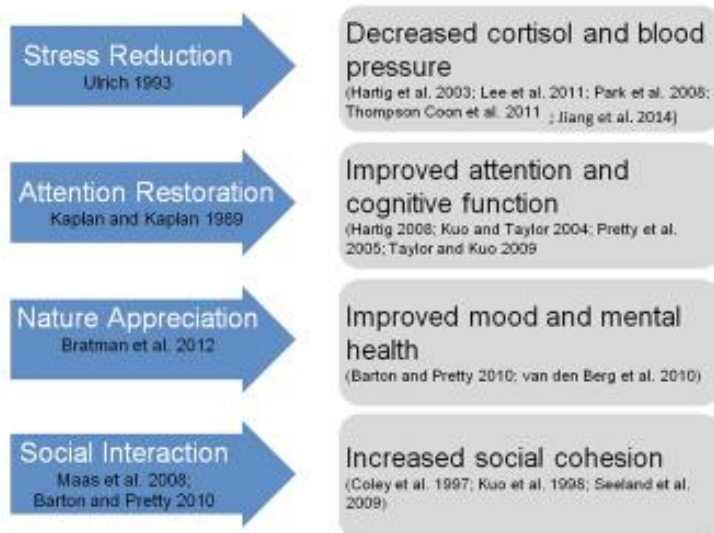 Stress Reduction
Ulrich 1993
Decreased cortisol and blood
pressure
(Hartig et al. 2003; Lee et al. 2011; Park et al. 2008;
Thompson Coon et al. 2011 ; Jiang et al. 2014)
Attention Restoration
Kaplan and Kaplan 1989
Improved attention and
cognitive function
(Hartig 2008; Kuo and Taylor 2004; Pretty et al.
2005; Taylor and Kuo 2009
Nature Appreciation
Bratman et al. 2012
Improved mood and mental
health
(Barton and Pretty 2010; van den Berg et al. 2010)
Social Interaction
Maas et al. 2008;
Barton and Pretty 2010
Increased social cohesion
(Coley et al. 1997; Kuo et al. 1998; Seeland et al.
2009)